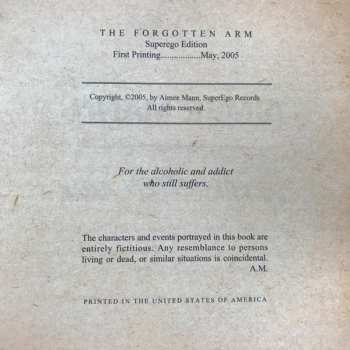 THE FORGOTTEN ARM
Superego Edition
First Printing..................May, 2005
Copyright, ©2005, by Aimee Mann, SuperEgo Records
All rights reserved.
For the alcoholic and addict
who still suffers.
The characters and events portrayed in this book are
entirely fictitious. Any resemblance to persons
living or dead, or similar situations is coincidental.
A.M.
PRINTED IN THE UNITED STATES OF AMERICA